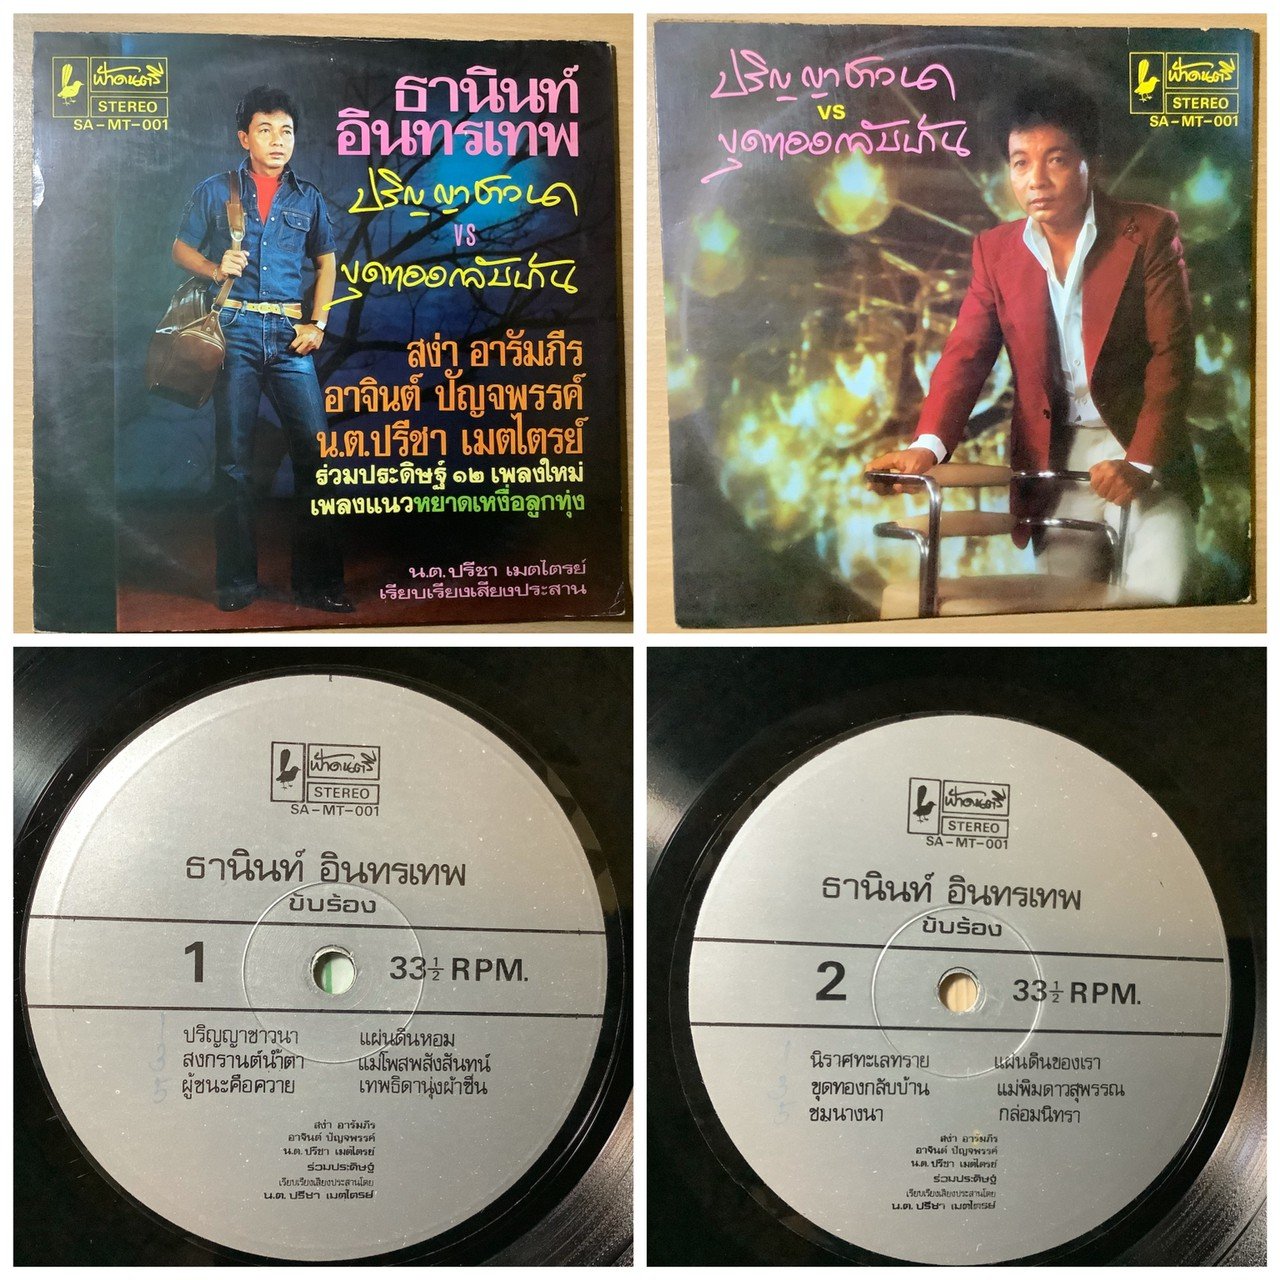 ฟ้าดนตรี
STEREO
SA-MT-001
ธานินท์
อินทรเทพ
ปริญญาชาวนา
VS
ขุดทองกลับบ้าน
สง่า อารัมภีร
อาจินต์ ปัญจพรรค์
น.ต.ปรีชา เมตไตรย์
ร่วมประดิษฐ์ ๑๒ เพลงใหม่
เพลงแนวหยาดเหงื่อลูกทุ่ง
น.ต. ปรีชา เมตไตรย์
เรียบเรียงเสียงประสาน
ปริญญาชาวนา
VS
ขุดทองกลับบ้าน
ฟ้าดนตรี
STEREO
SA-MT-001
ฟ้าดนตรี
STEREO
SA-MT-001
ธานินท์ อินทรเทพ
ขับร้อง
1 33 1/2 RPM.
1 ปริญญาชาวนา แผ่นดินหอม
3 สงกรานต์น้ำตา แม่โพสพสังสันทน์
5 ผู้ชนะคือควาย เทพธิดานุ่งผ้าซิ่น
สง่า อารัมภีร
อาจินต์ ปัญจพรรค์
น.ต. ปรีชา เมตไตรย์
ร่วมประดิษฐ์
เรียบเรียงเสียงประสานโดย
น.ต. ปรีชา เมตไตรย์
ฟ้าดนตรี
STEREO
SA-MT-001
ธานินท์ อินทรเทพ
ขับร้อง
2 33 1/2 RPM.
1 นิราศทะเลทราย แผ่นดินของเรา
3 ขุดทองกลับบ้าน แม่พิมดาวสุพรรณ
5 ชมนางนา กล่อมนิทรา
สง่า อารัมภีร
อาจินต์ ปัญจพรรค์
น.ต. ปรีชา เมตไตรย์
ร่วมประดิษฐ์
เรียบเรียงเสียงประสานโดย
น.ต. ปรีชา เมตไตรย์